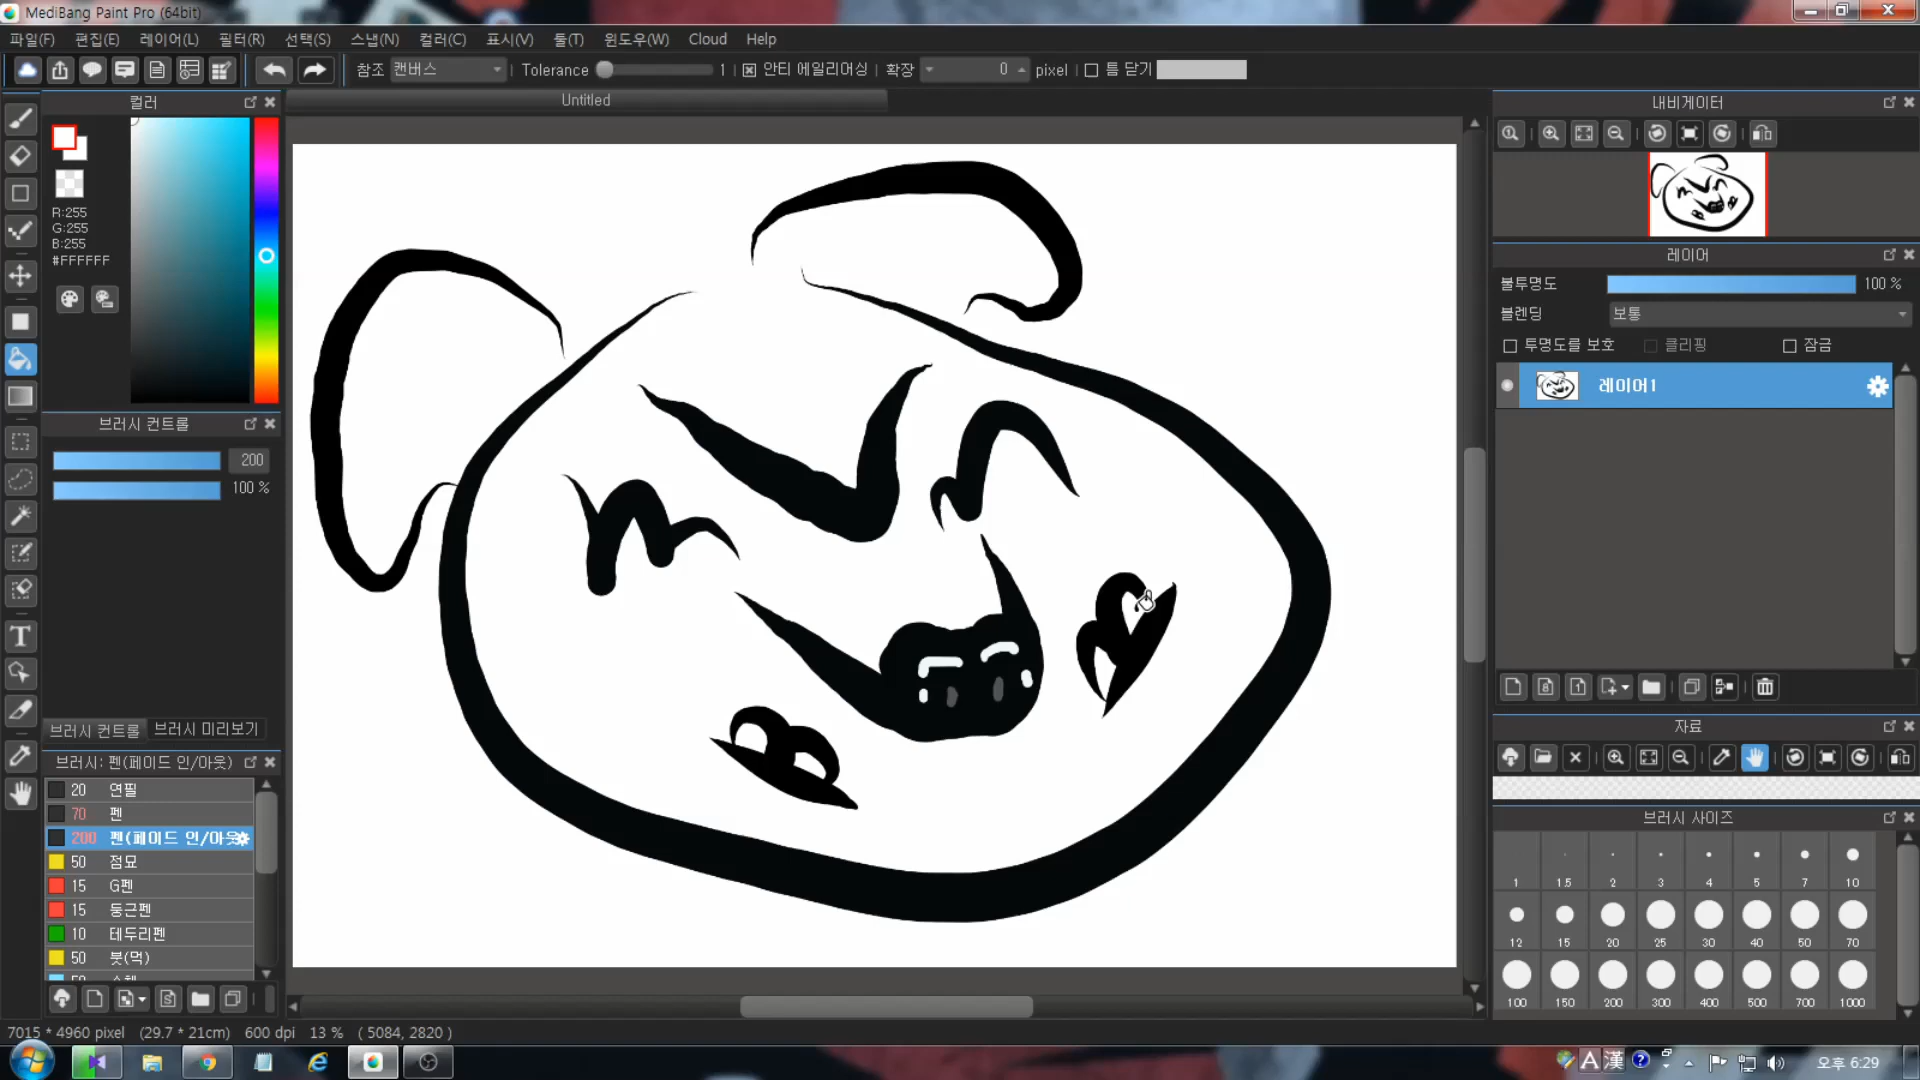 MediBang Paint Pro (64bit)
파일(F) 편집(E) 레이어(L) 필터(R) 선택(S) 스냅(N) 컬러(C) 표시(V) 툴(T) 윈도우(W) Cloud Help
참조 캔버스 Tolerance 1 안티 에일리어싱 확장 0 pixel 틈 닫기
컬러
R:255
G:255
B:255
#FFFFFF
브러시 컨트롤
200
100 %
브러시 컨트롤 브러시 미리보기
브러시: 펜(페이드 인/아웃)
20 연필
70 펜
200 펜(페이드 인/아웃
50 점묘
15 G펜
15 둥근펜
10 테두리펜
50 붓(먹)
Untitled
내비게이터
레이어
불투명도 100 %
블렌딩 보통
투명도를 보호 클리핑 잠금
레이어1
자료
브러시 사이즈
1 1.5 2 3 4 5 7 10
12 15 20 25 30 40 50 70
100 150 200 300 400 500 700 1000
7015 * 4960 pixel (29.7 * 21cm) 600 dpi 13 % ( 5084, 2820 )
A 漢 오후 6:29